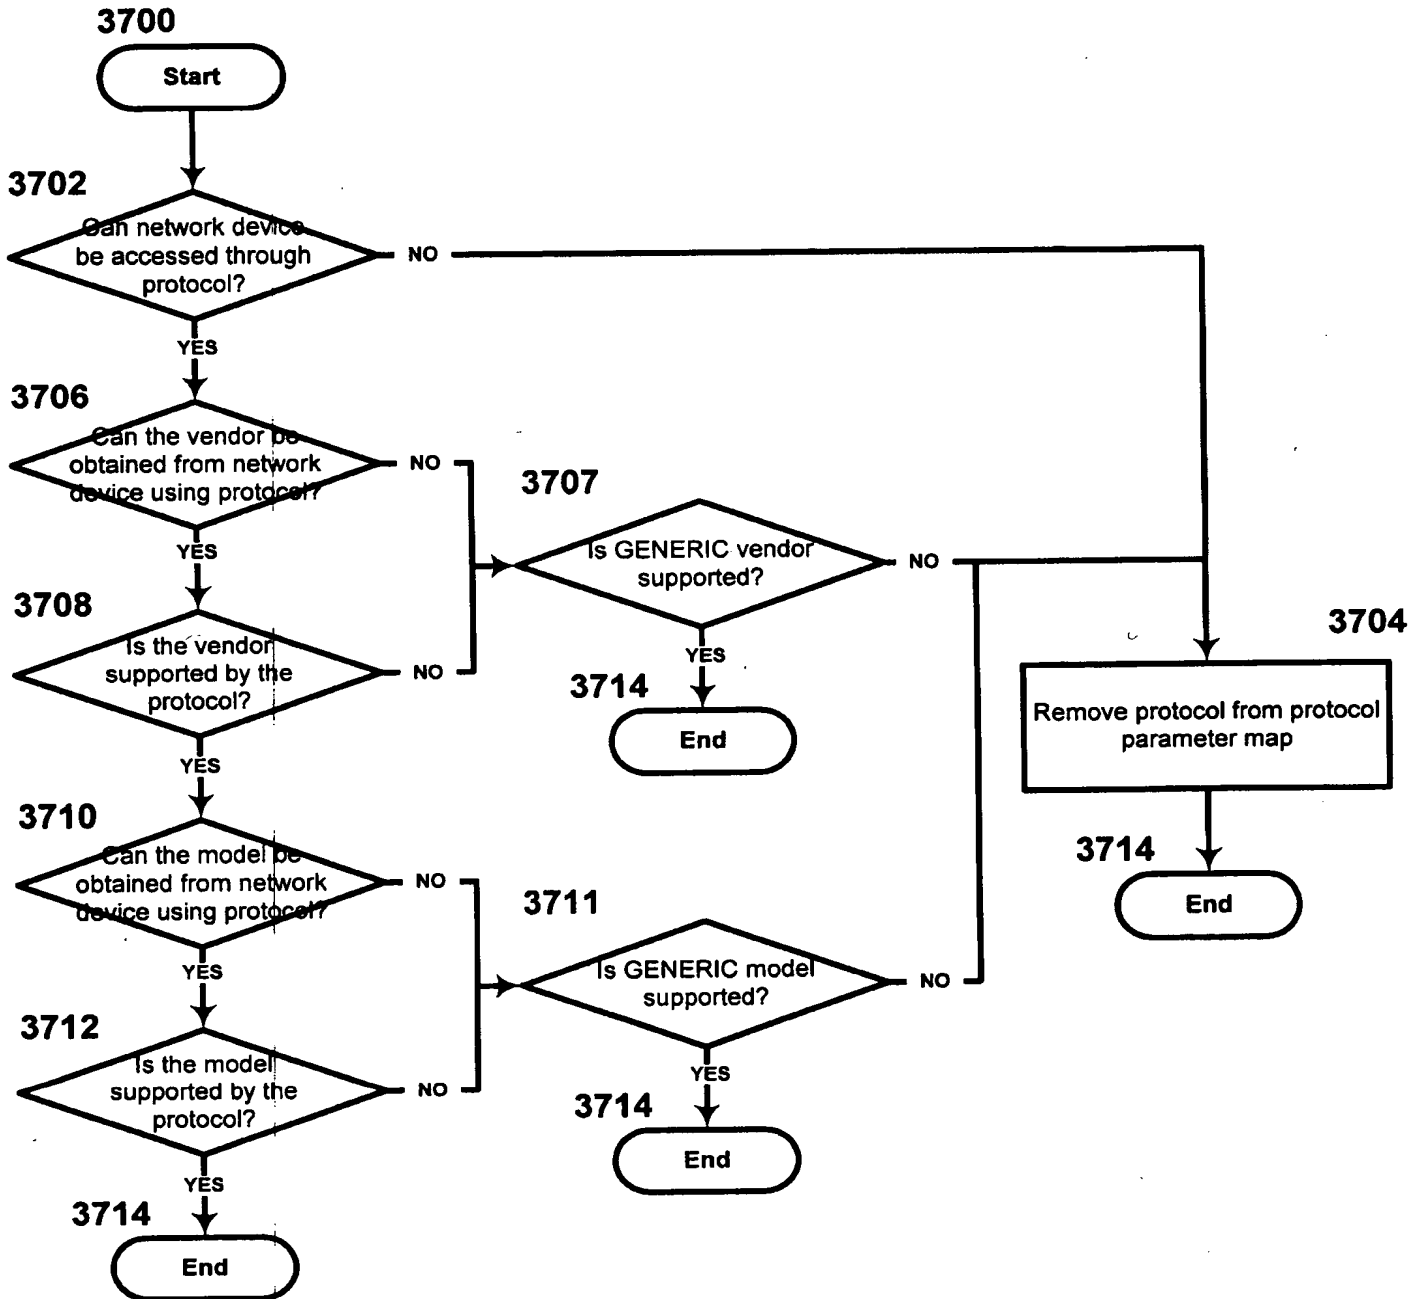 3700
Start
3702
Can network device
be accessed through
protocol?
NO
YES
3706
Can the vendor be
obtained from network
device using protocol?
NO
YES
3707
Is GENERIC vendor
supported?
NO
YES
3708
Is the vendor
supported by the
protocol?
NO
YES
3714
End
3704
Remove protocol from protocol
parameter map
3714
End
3710
Can the model be
obtained from network
device using protocol?
NO
YES
3711
Is GENERIC model
supported?
NO
YES
3712
Is the model
supported by the
protocol?
NO
YES
3714
End
3714
End